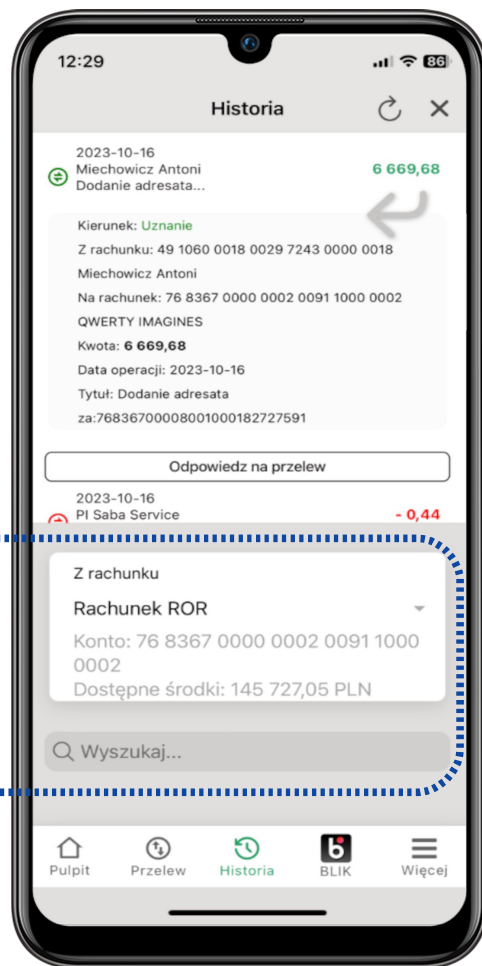 12:29
86
Historia
2023-10-16
Miechowicz Antoni
6 669,68
Dodanie adresata...
Kierunek: Uznanie
Z rachunku: 49 1060 0018 0029 7243 0000 0018
Miechowicz Antoni
Na rachunek: 76 8367 0000 0002 0091 1000 0002
QWERTY IMAGINES
Kwota: 6 669,68
Data operacji: 2023-10-16
Tytuł: Dodanie adresata
za:76836700008001000182727591
Odpowiedz na przelew
2023-10-16
PI Saba Service
- 0,44
Z rachunku
Rachunek ROR
Konto: 76 8367 0000 0002 0091 1000
0002
Dostępne środki: 145 727,05 PLN
Wyszukaj...
Pulpit
Przelew
Historia
BLIK
Więcej